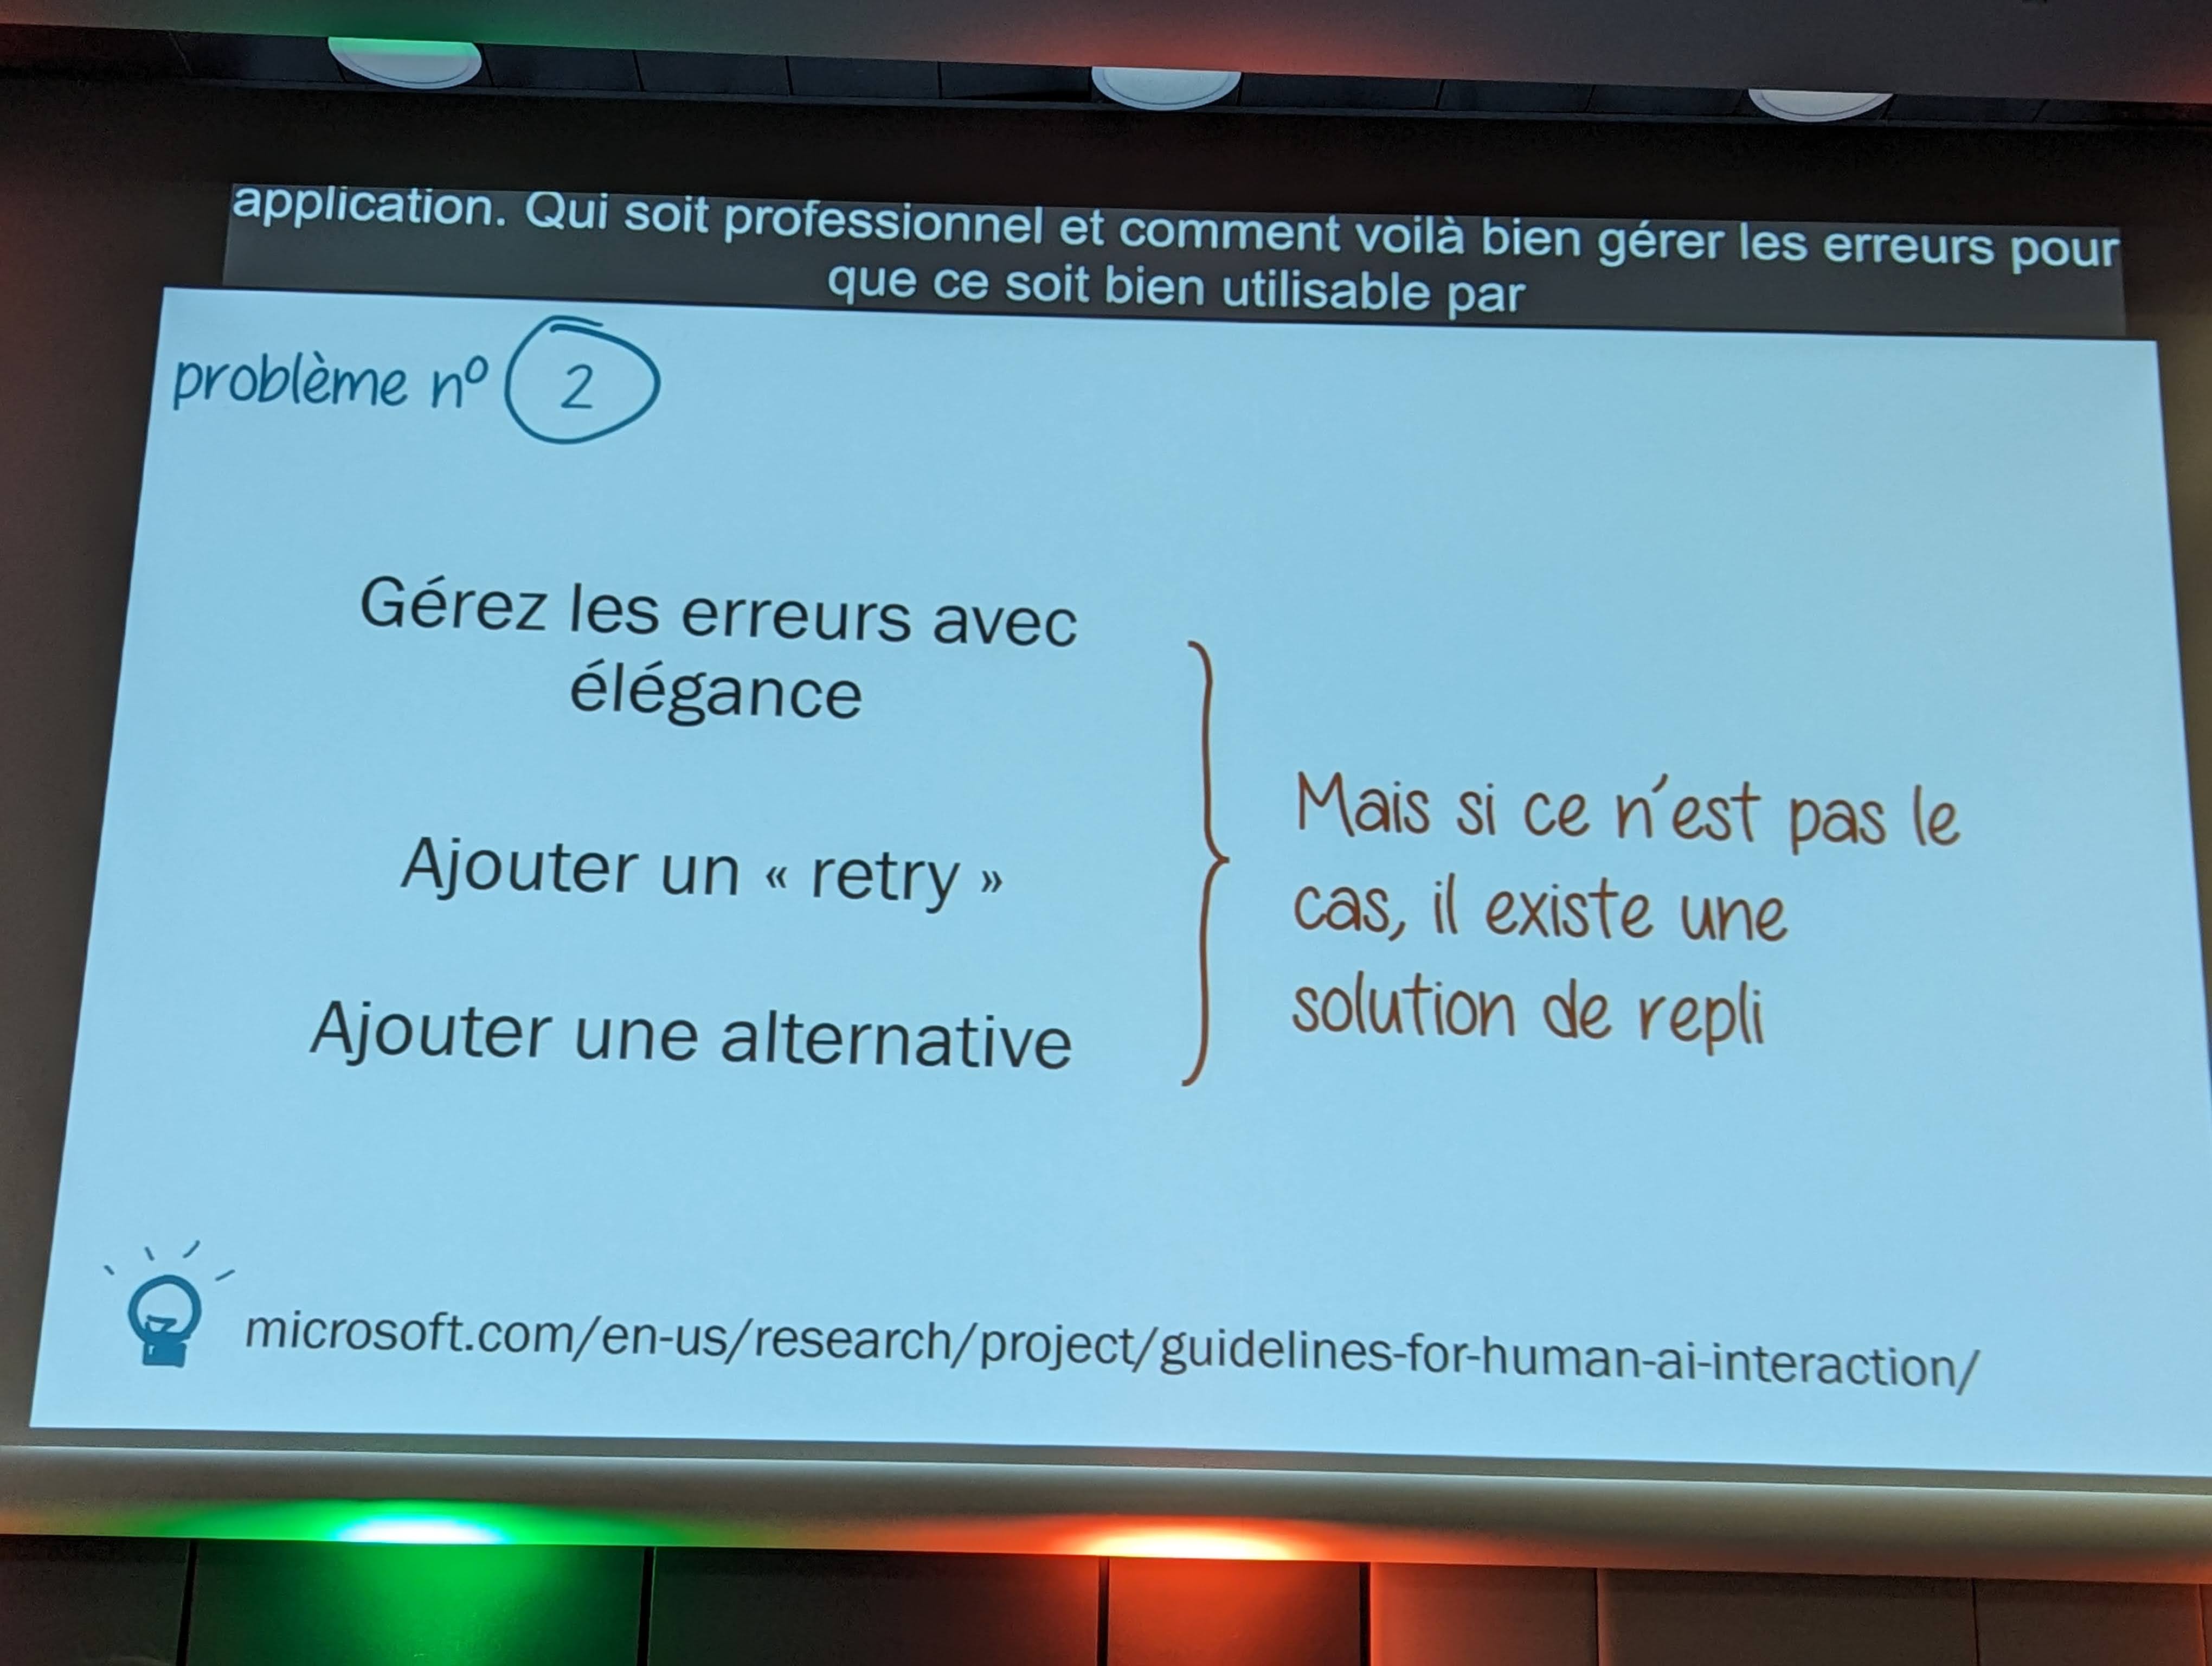 application. Qui soit professionnel et comment voilà bien gérer les erreurs pour
que ce soit bien utilisable par
problème nº 2
Gérez les erreurs avec
élégance
Ajouter un « retry »
Ajouter une alternative
Mais si ce n'est pas le
cas, il existe une
solution de repli
microsoft.com/en-us/research/project/guidelines-for-human-ai-interaction/